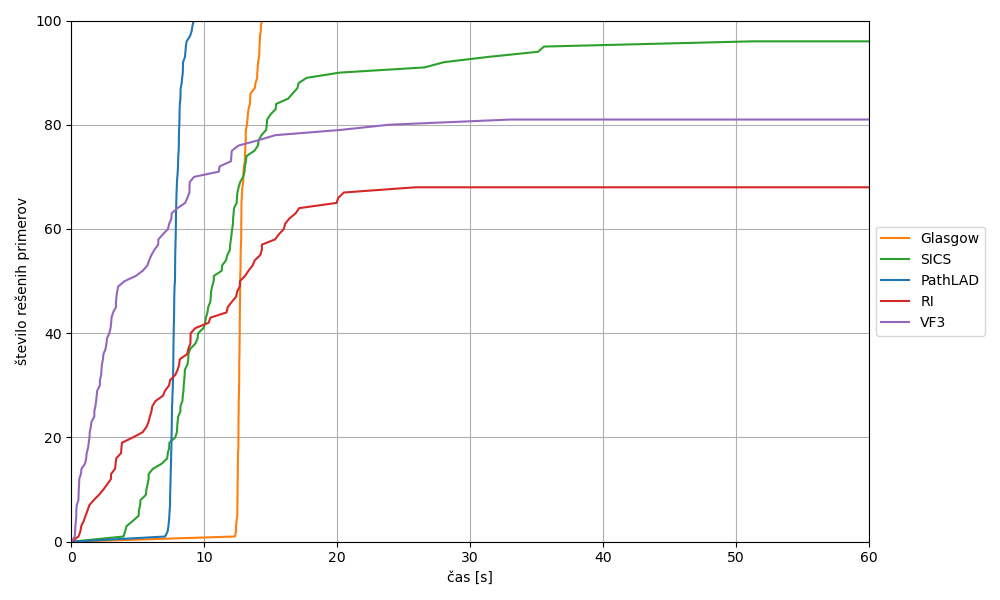 100
80
60
40
20
0
število rešenih primerov
0 10 20 30 40 50 60
čas [s]
Glasgow
SICS
PathLAD
RI
VF3